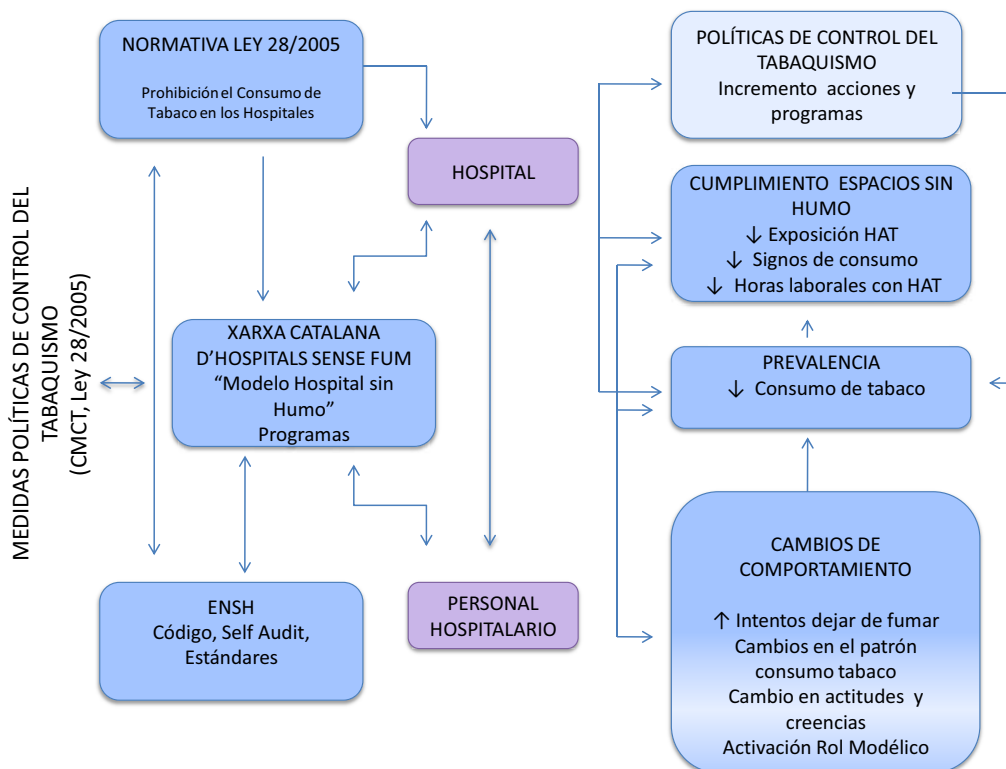 MEDIDAS POLÍTICAS DE CONTROL DEL
TABAQUISMO
(CMCT, Ley 28/2005)
NORMATIVA LEY 28/2005
Prohibición el Consumo de
Tabaco en los Hospitales
HOSPITAL
XARXA CATALANA
D’HOSPITALS SENSE FUM
“Modelo Hospital sin
Humo”
Programas
ENSH
Código, Self Audit,
Estándares
PERSONAL
HOSPITALARIO
POLÍTICAS DE CONTROL DEL
TABAQUISMO
Incremento acciones y
programas
CUMPLIMIENTO ESPACIOS SIN
HUMO
↓ Exposición HAT
↓ Signos de consumo
↓ Horas laborales con HAT
PREVALENCIA
↓ Consumo de tabaco
CAMBIOS DE
COMPORTAMIENTO
↑ Intentos dejar de fumar
Cambios en el patrón
consumo tabaco
Cambio en actitudes y
creencias
Activación Rol Modélico